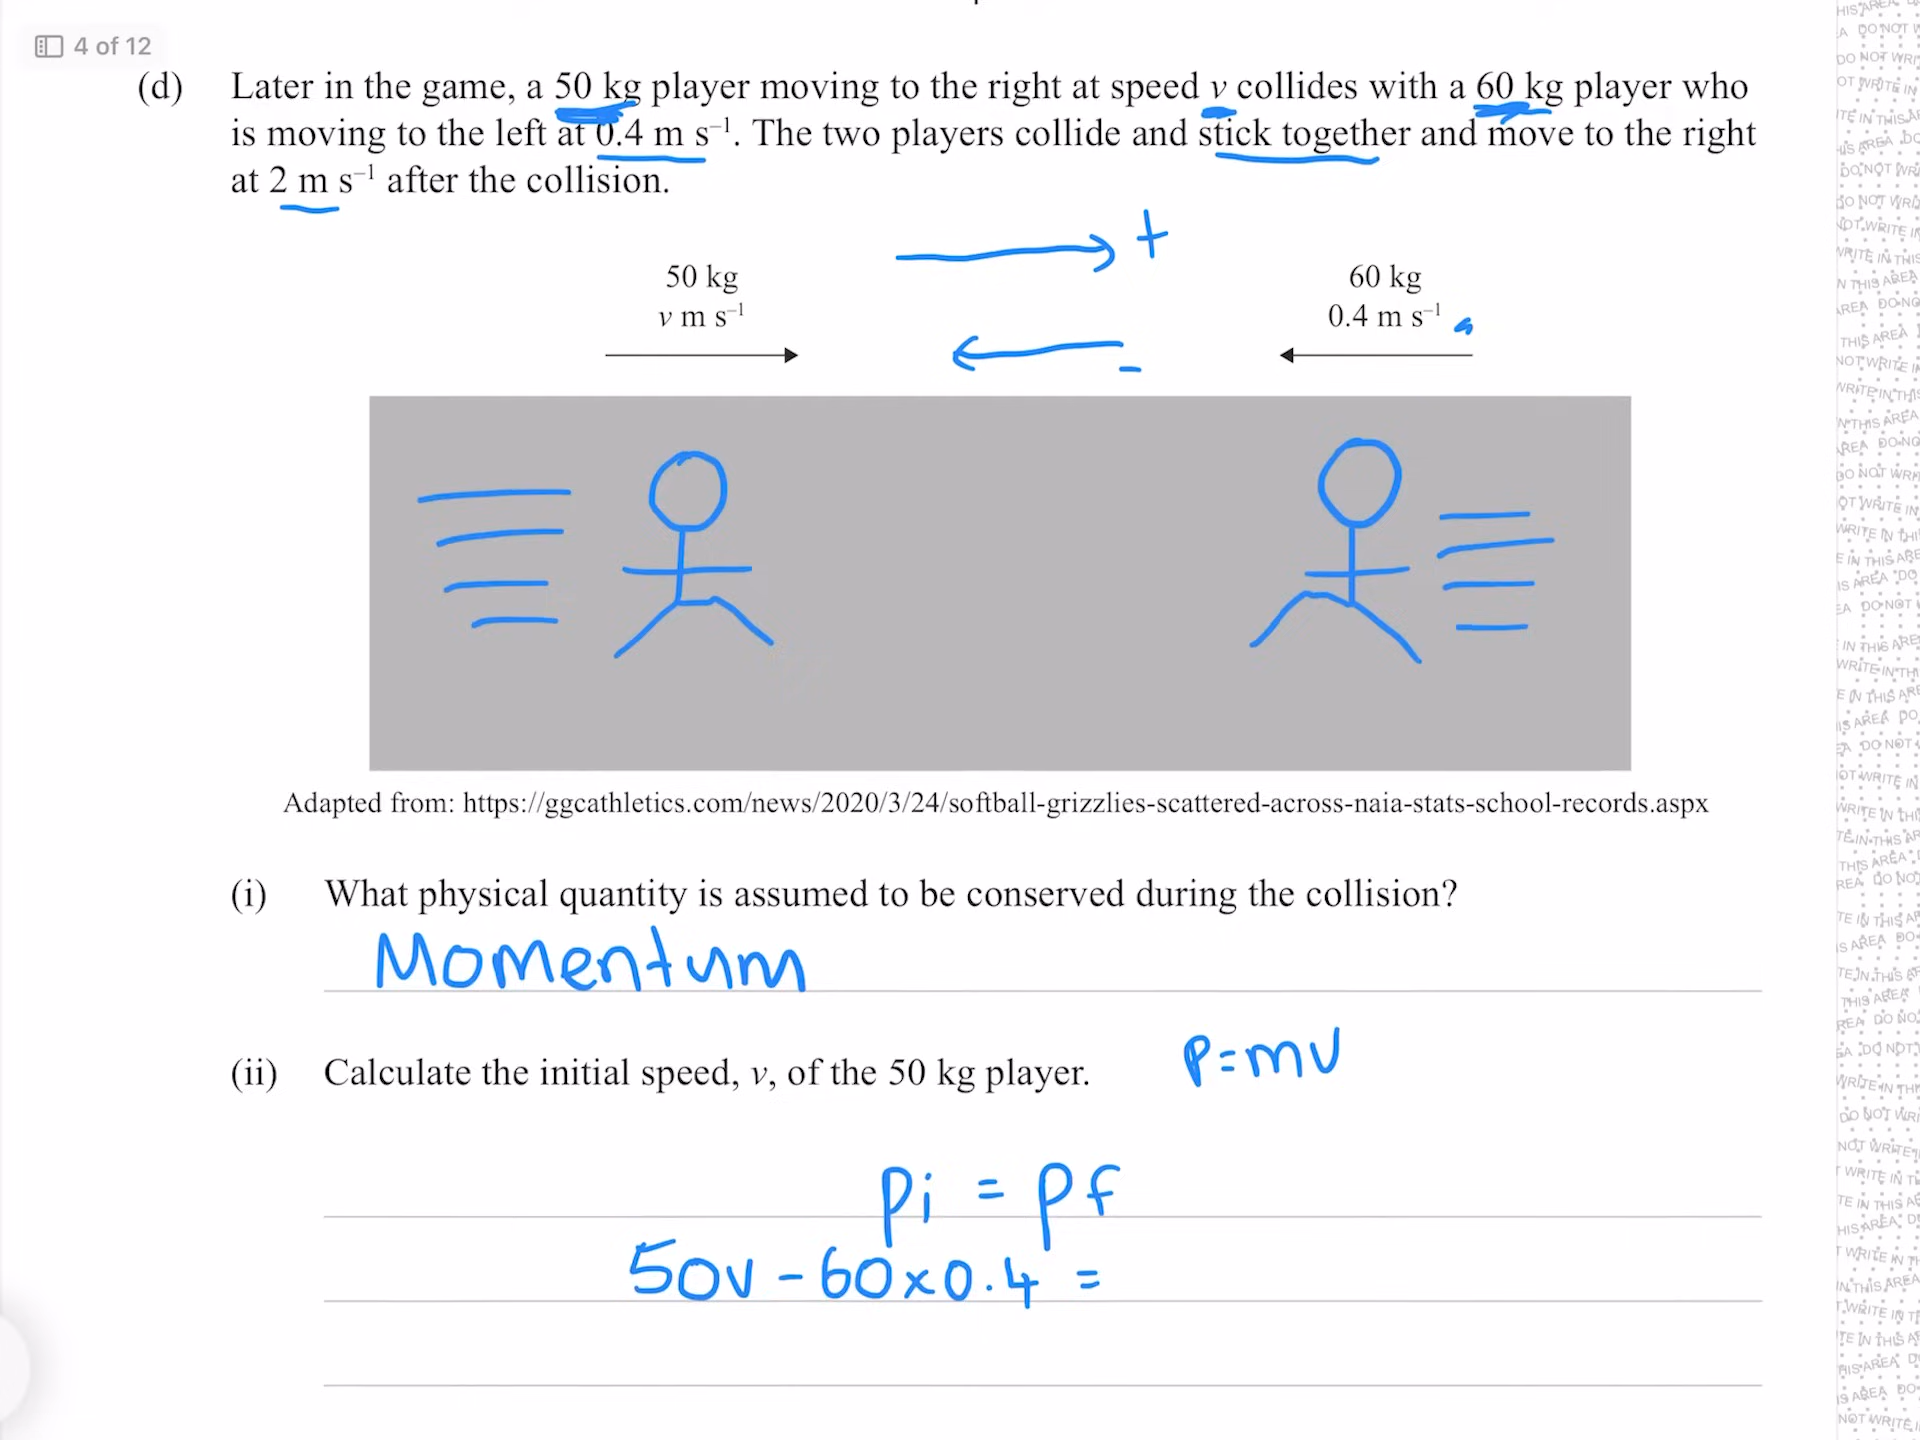 4 of 12
(d) Later in the game, a 50 kg player moving to the right at speed v collides with a 60 kg player who
is moving to the left at 0.4 m s⁻¹. The two players collide and stick together and move to the right
at 2 m s⁻¹ after the collision.
+
50 kg
v m s⁻¹
60 kg
0.4 m s⁻¹
-
Adapted from: https://ggcathletics.com/news/2020/3/24/softball-grizzlies-scattered-across-naia-stats-school-records.aspx
(i) What physical quantity is assumed to be conserved during the collision?
Momentum
(ii) Calculate the initial speed, v, of the 50 kg player.
p=mv
pi = pf
50v - 60×0.4 =